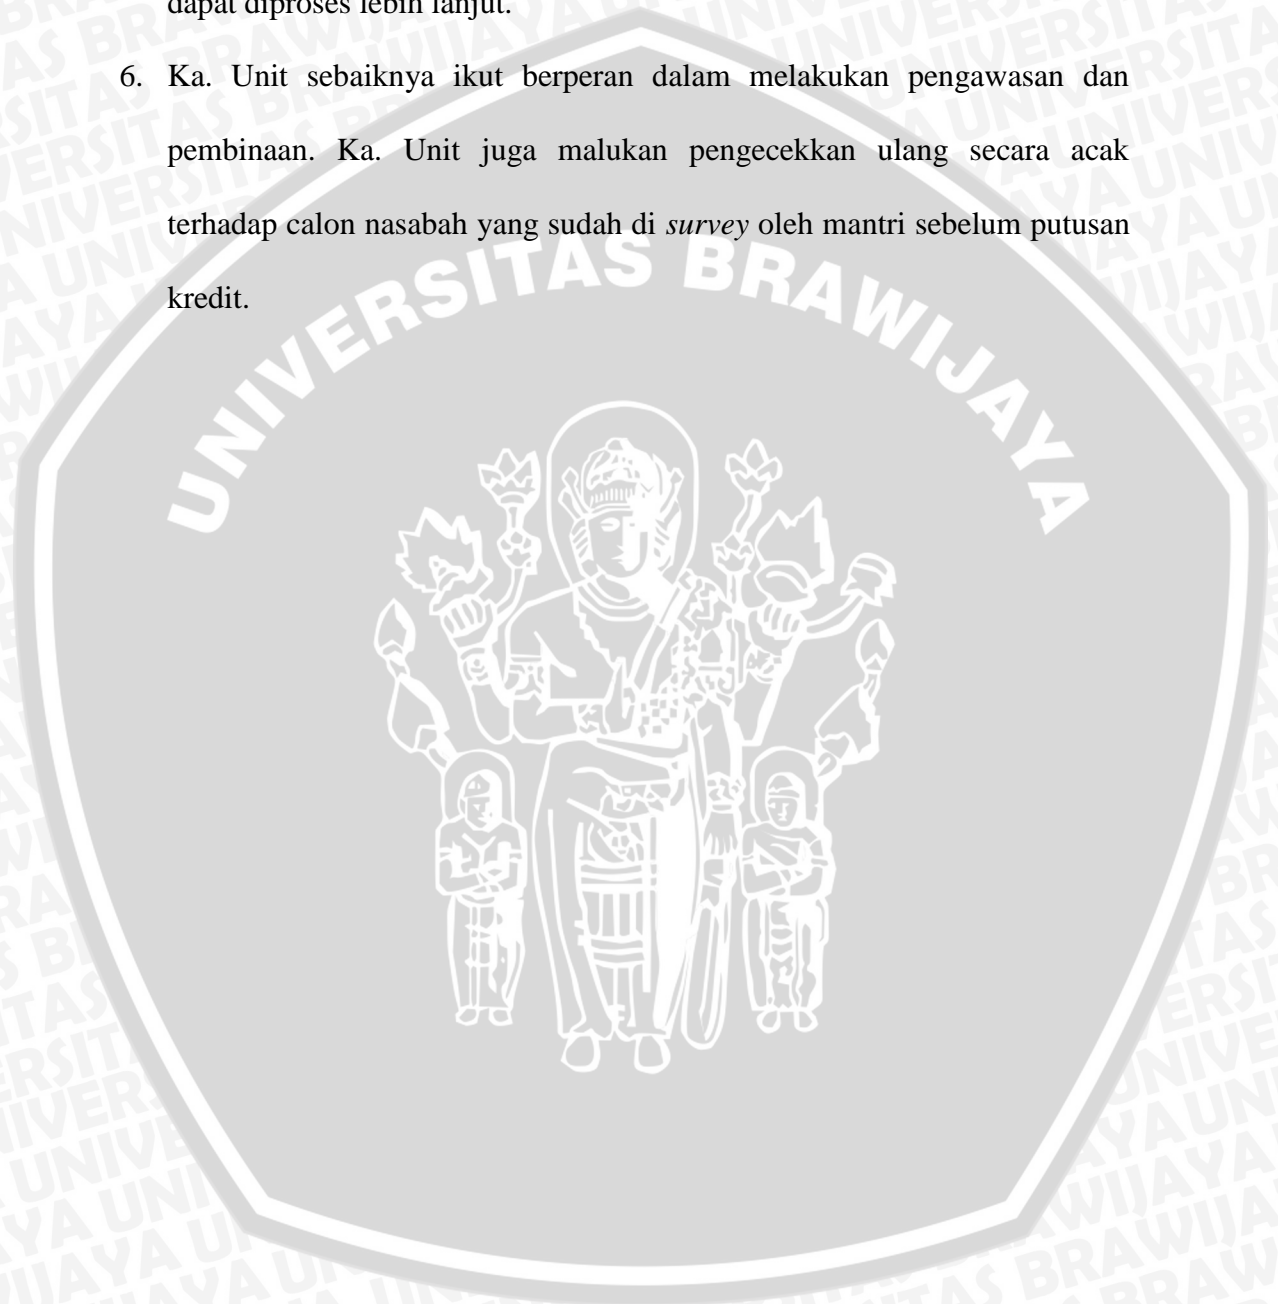 dapat diproses lebih lanjut.
6. Ka. Unit sebaiknya ikut berperan dalam melakukan pengawasan dan
pembinaan. Ka. Unit juga malukan pengecekkan ulang secara acak
terhadap calon nasabah yang sudah di survey oleh mantri sebelum putusan
kredit.
UNIVERSITAS BRAWIJAYA